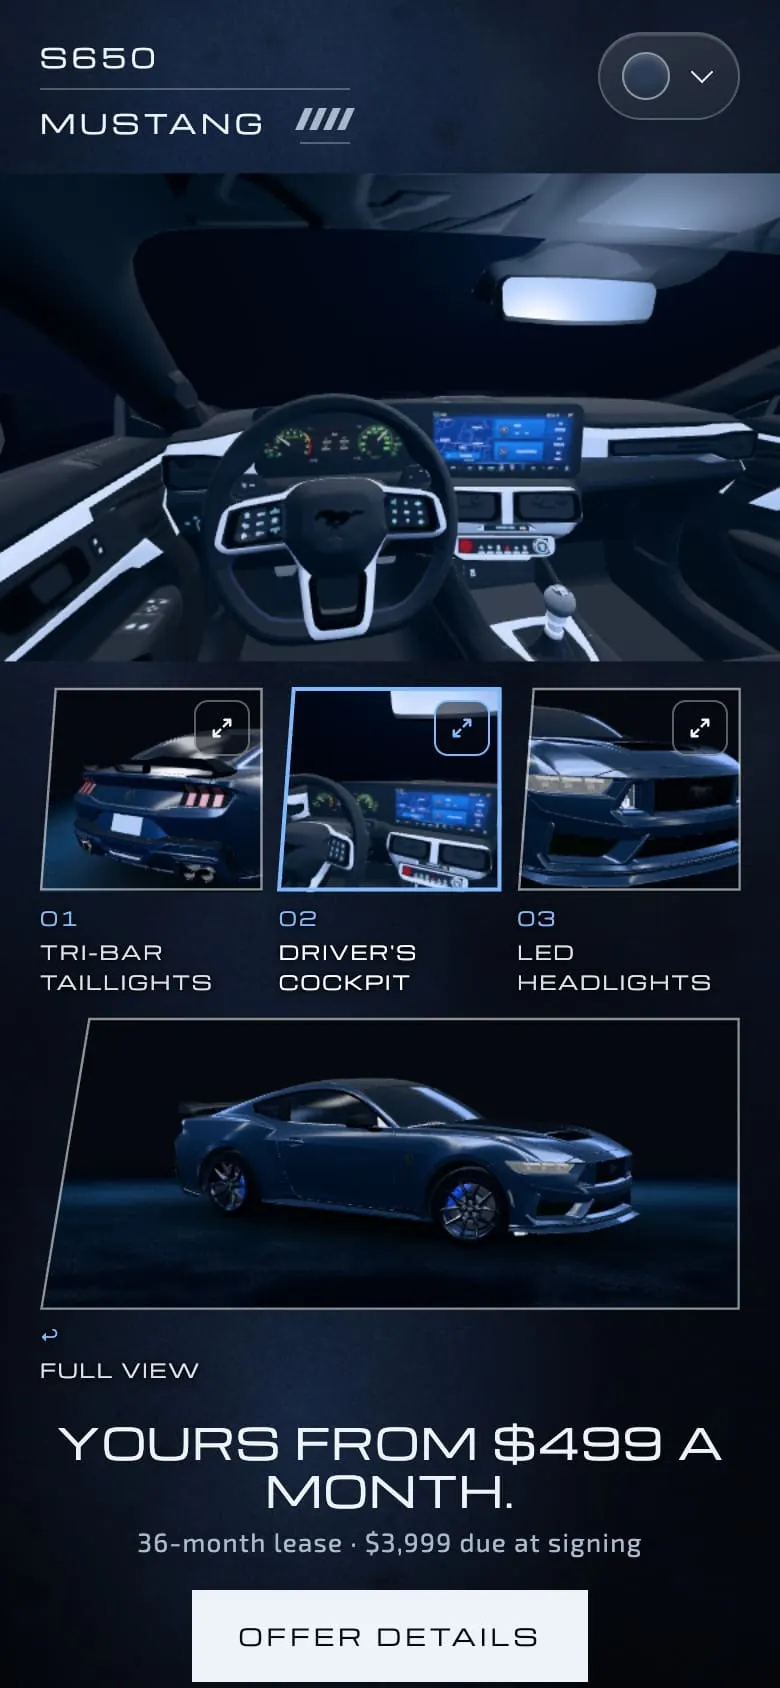 S650
MUSTANG
01
TRI-BAR
TAILLIGHTS
02
DRIVER'S
COCKPIT
03
LED
HEADLIGHTS
FULL VIEW
YOURS FROM $499 A
MONTH.
36-month lease · $3,999 due at signing
OFFER DETAILS